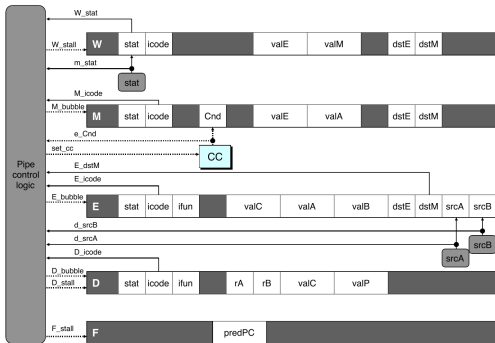 W_stat
W_stall
W stat icode valE valM dstE dstM
m_stat
stat
M_icode
M_bubble
M stat icode Cnd valE valA dstE dstM
e_Cnd
set_cc
CC
Pipe
control
logic
E_dstM
E_icode
E_bubble
E stat icode ifun valC valA valB dstE dstM srcA srcB
d_srcB
srcB
d_srcA
srcA
D_icode
D_bubble
D_stall
D stat icode ifun rA rB valC valP
F_stall
F predPC